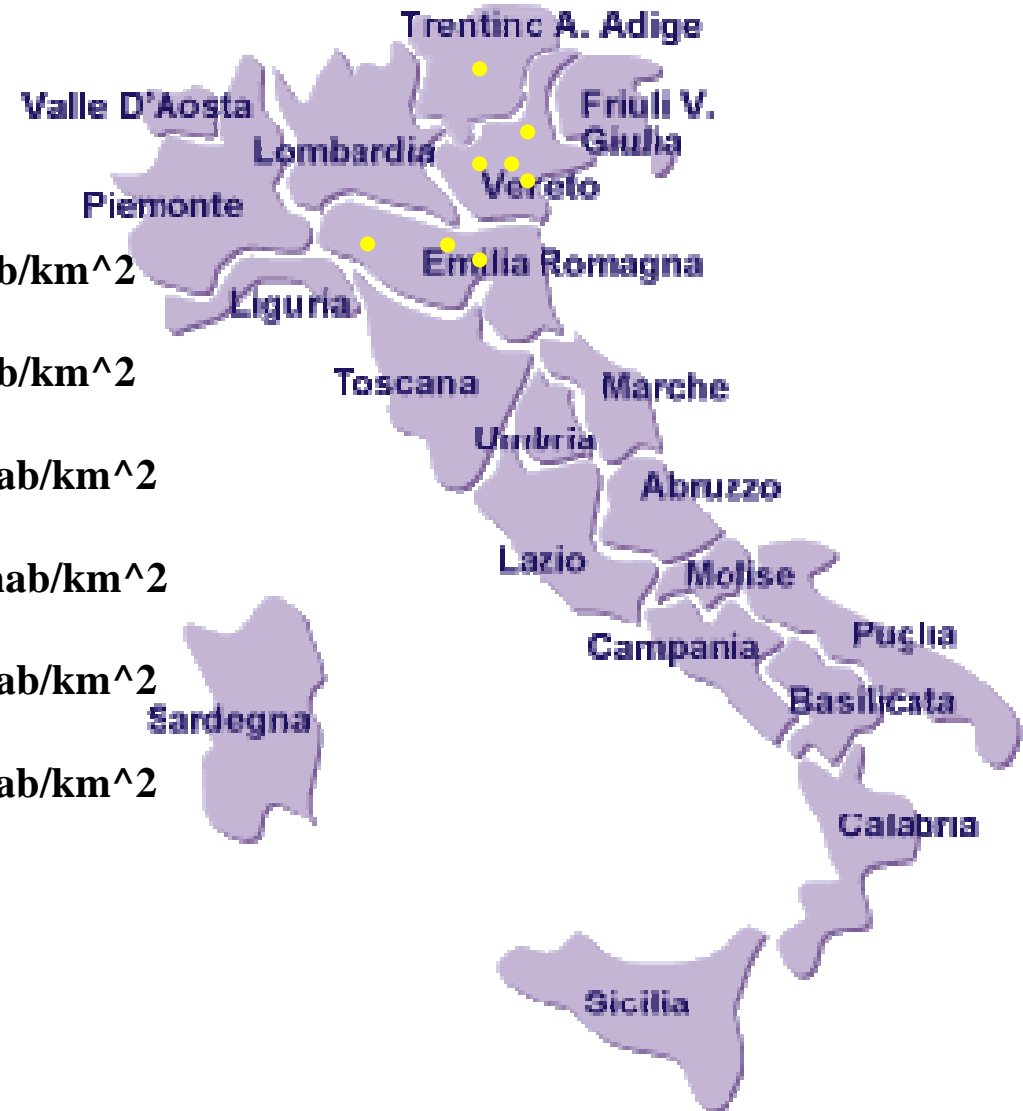 Trentino A. Adige
Valle D'Aosta
Friuli V.
Giulia
Lombardia
Veneto
Piemonte
b/km^2
Emilia Romagna
Liguria
b/km^2
Toscana
Marche
Umbria
ab/km^2
Abruzzo
Lazio
Molise
ab/km^2
Campania
Puglia
ab/km^2
Basilicata
Sardegna
ab/km^2
Calabria
Sicilia